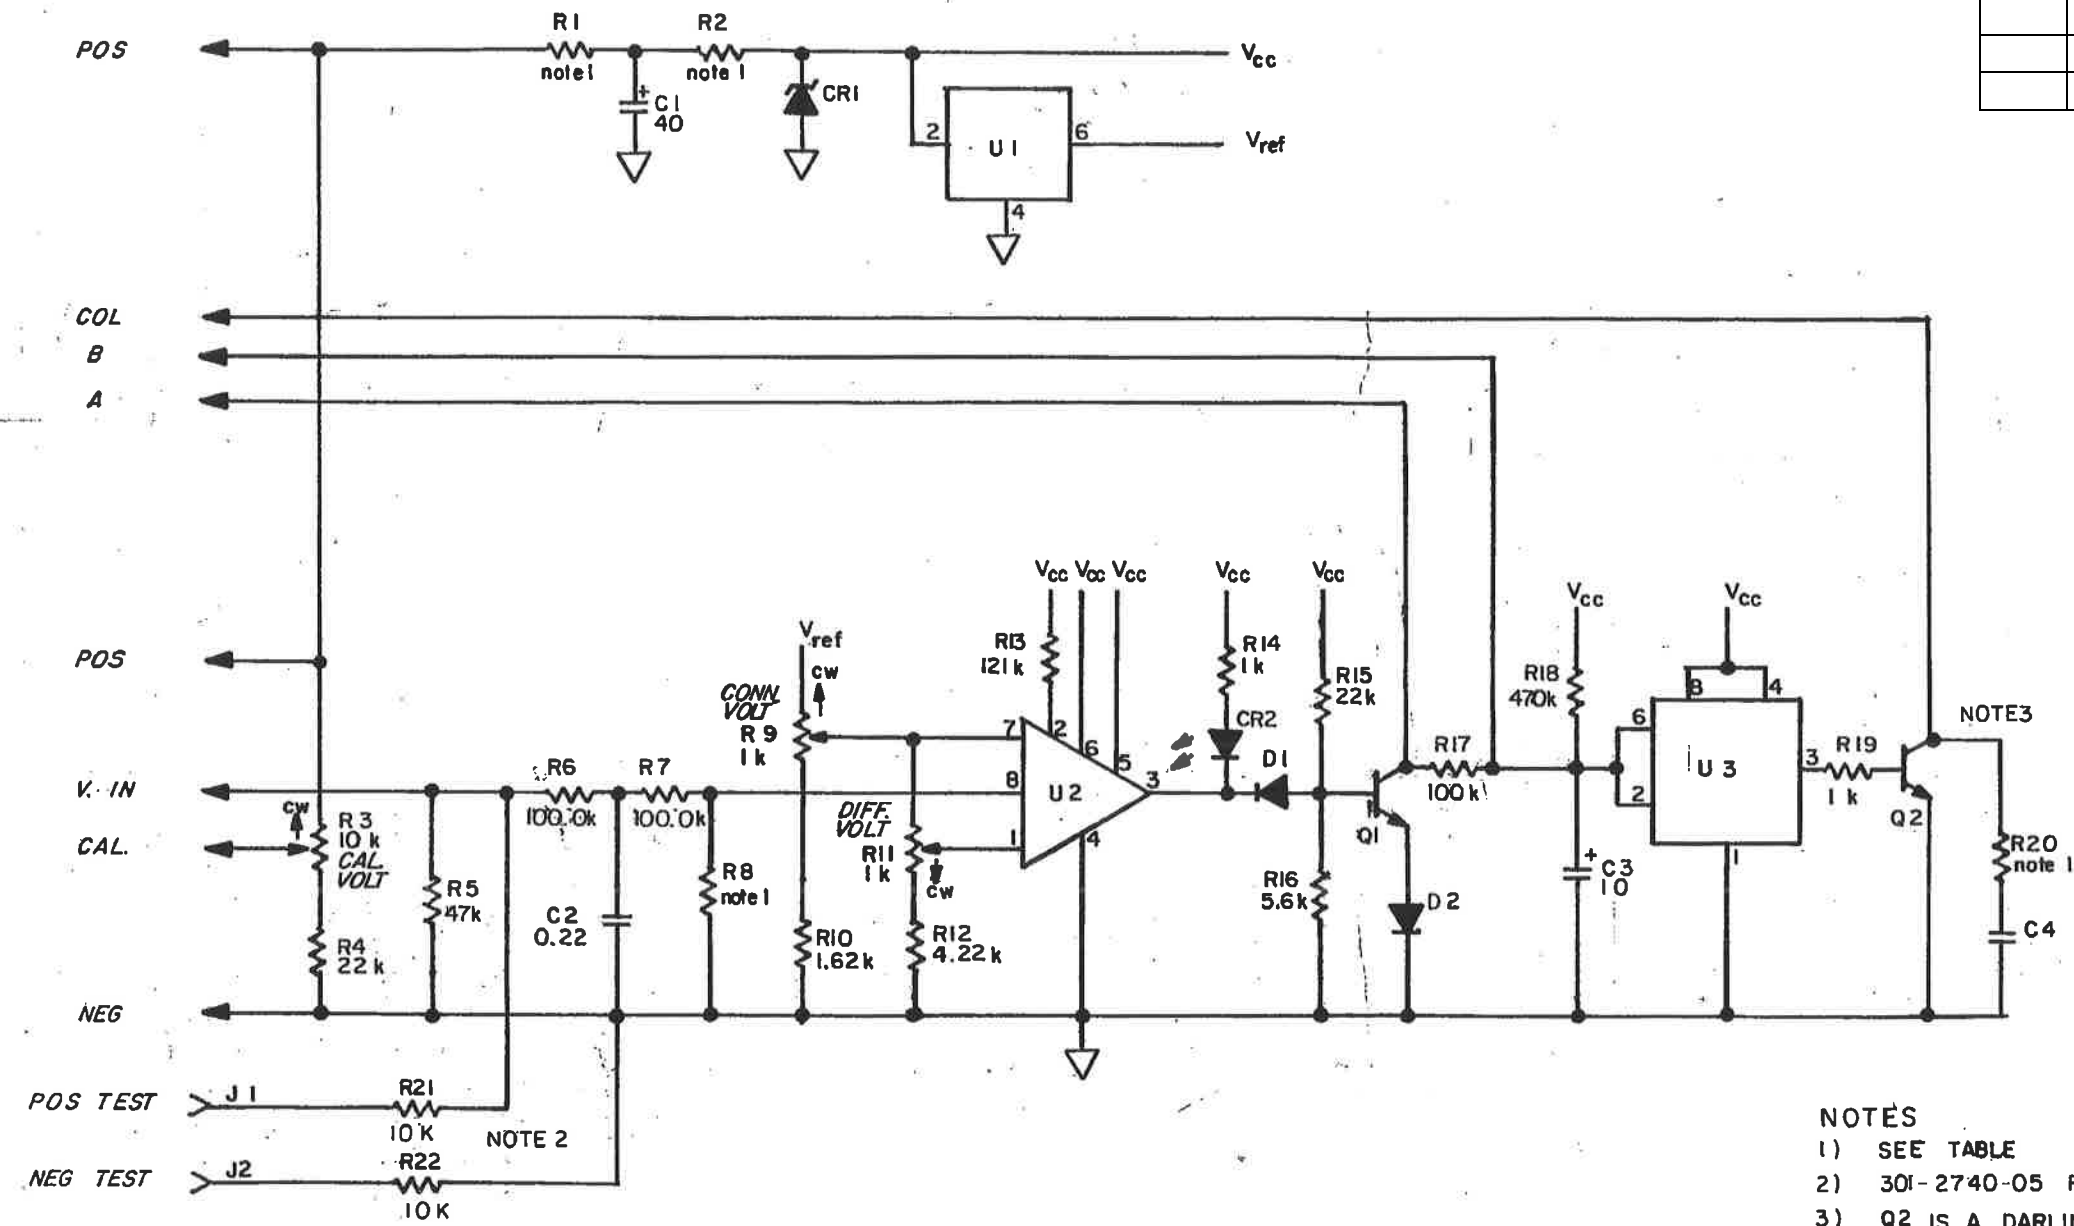 R1
R2
POS
note1
note 1
Vcc
+
C1
40
CR1
2
U1
6
Vref
4
COL
B
A
Vcc
Vcc
Vcc
Vcc
Vcc
Vcc
Vcc
Vref
cw
CONN.
VOLT
R9
1k
R13
121k
R14
1k
R15
22k
R18
470k
POS
7
2
6
5
3
8
1
4
U2
CR2
D1
R17
100k
8
4
6
2
3
1
U3
R19
1k
NOTE3
Q2
Q1
V. IN
R6
100.0k
R7
100.0k
cw
R3
10k
CAL.
VOLT
CAL.
DIFF.
VOLT
R11
1k
cw
R5
47k
C2
0.22
R8
note1
R16
5.6k
D2
+
C3
10
R20
note 1
C4
R4
22k
R10
1.62k
R12
4.22k
NEG
POS TEST
J1
R21
10K
NOTE 2
NEG TEST
J2
R22
10K
NOTES
1) SEE TABLE
2) 301-2740-05
3) Q2 IS A